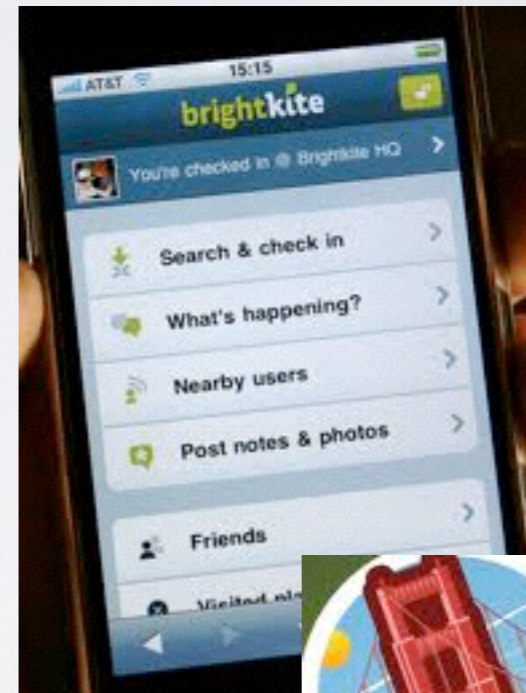 AT&T 15:15
brightkite
You're checked in @ Brightkite HQ
Search & check in
What's happening?
Nearby users
Post notes & photos
Friends
Visited